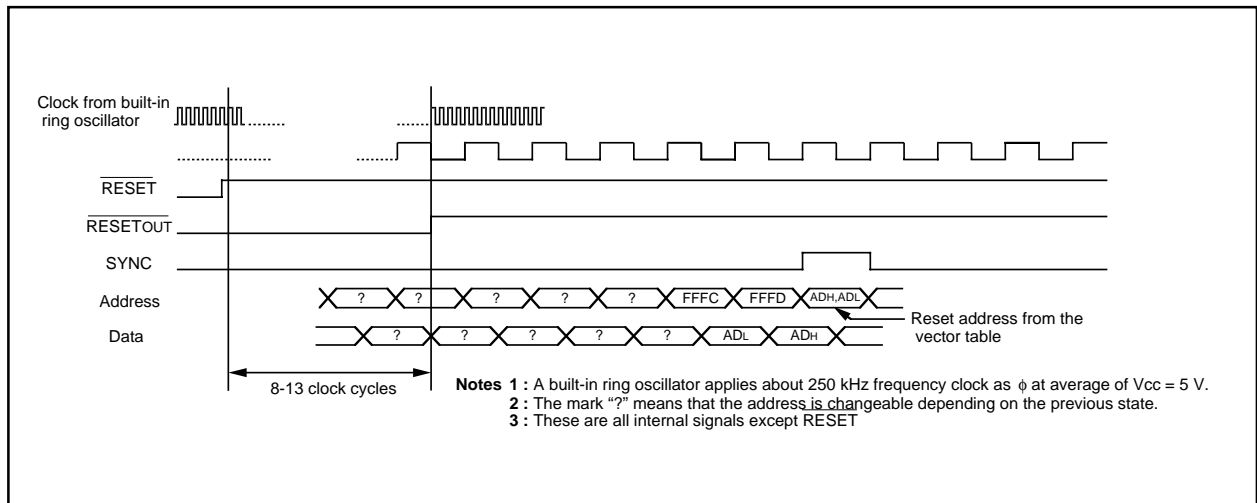 Clock from built-in
ring oscillator
RESET
RESETOUT
SYNC
Address
? ? ? ? ? FFFC FFFD ADH,ADL
Data
? ? ? ? ? ADL ADH
Reset address from the
vector table
8-13 clock cycles
Notes 1 : A built-in ring oscillator applies about 250 kHz frequency clock as ϕ at average of Vcc = 5 V.
2 : The mark “?” means that the address is changeable depending on the previous state.
3 : These are all internal signals except RESET